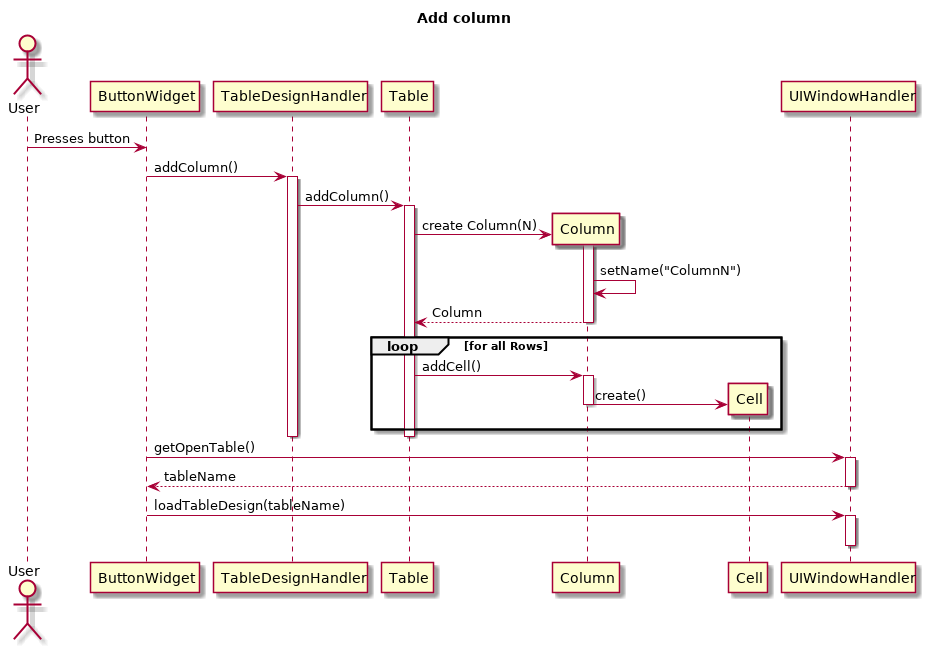 Add column
User
ButtonWidget
TableDesignHandler
Table
UIWindowHandler
Presses button
addColumn()
addColumn()
create Column(N)
Column
setName("ColumnN")
Column
loop
[for all Rows]
addCell()
create()
Cell
getOpenTable()
tableName
loadTableDesign(tableName)
User
ButtonWidget
TableDesignHandler
Table
Column
Cell
UIWindowHandler